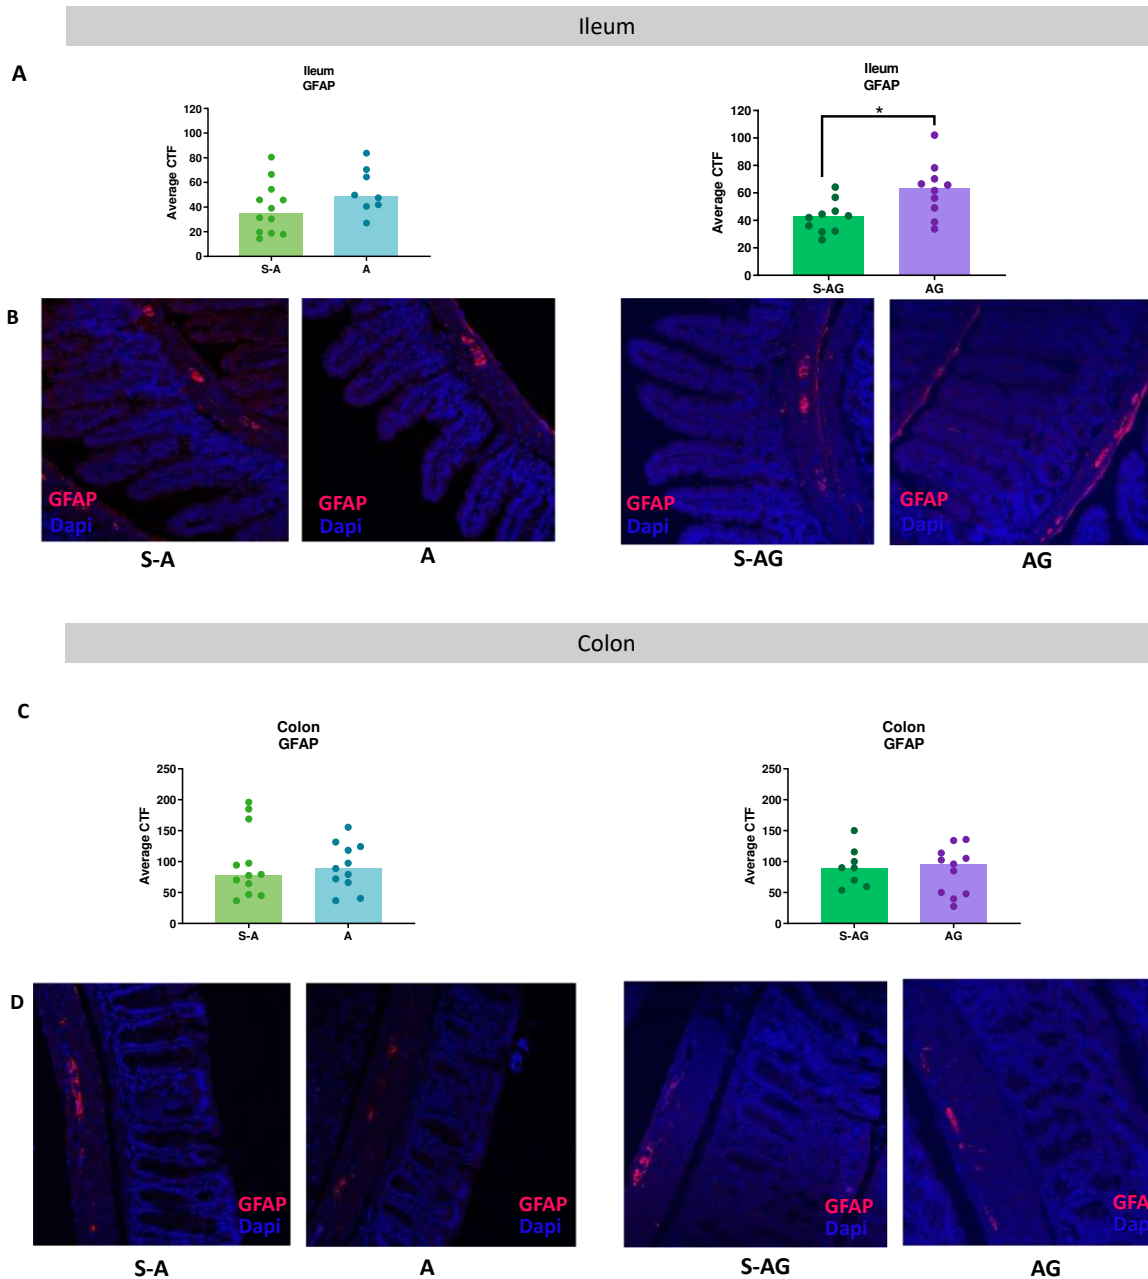 Ileum
A
Ileum
GFAP
Average CTF
120
100
80
60
40
20
0
S-A
A
Ileum
GFAP
*
Average CTF
120
100
80
60
40
20
0
S-AG
AG
B
GFAP
Dapi
S-A
GFAP
Dapi
A
GFAP
Dapi
S-AG
GFAP
Dapi
AG
Colon
C
Colon
GFAP
Average CTF
250
200
150
100
50
0
S-A
A
Colon
GFAP
Average CTF
250
200
150
100
50
0
S-AG
AG
D
GFAP
Dapi
S-A
GFAP
Dapi
A
GFAP
Dapi
S-AG
GFA
Dap
AG